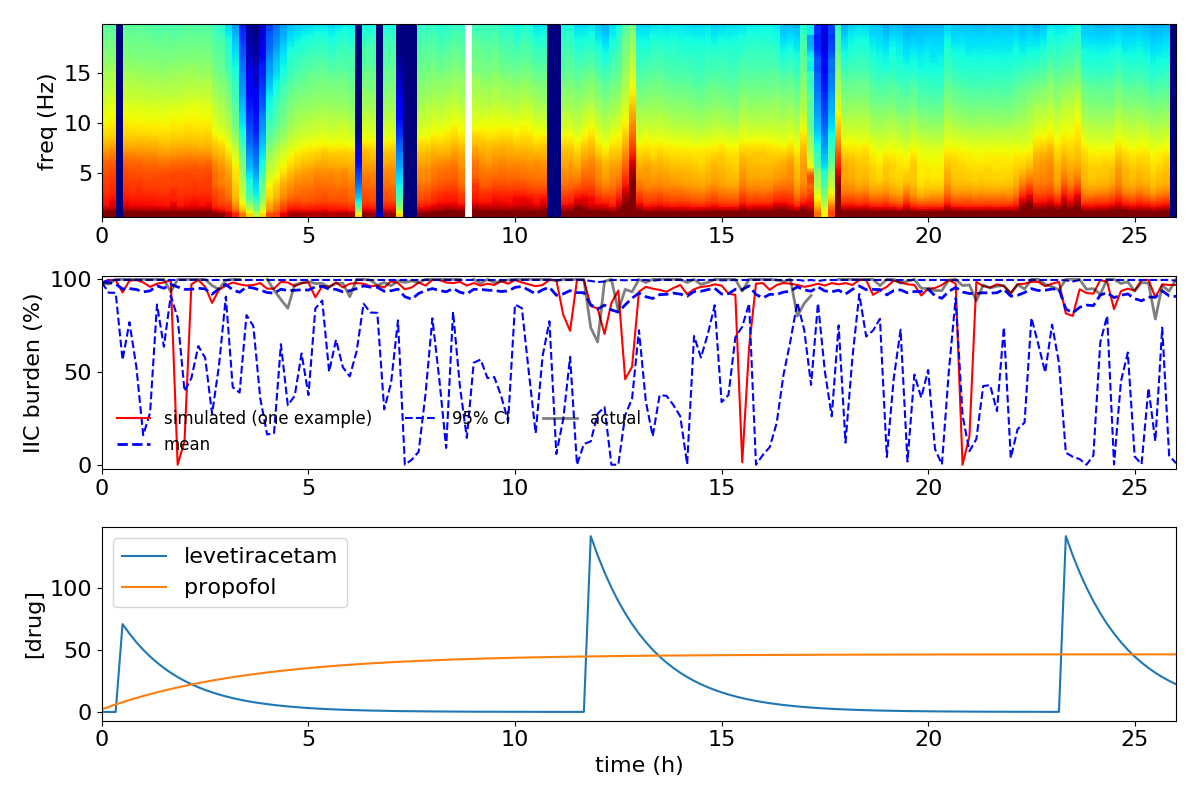 freq (Hz)
15
10
5
0 5 10 15 20 25
IIC burden (%)
100
50
0
simulated (one example) 95% CI actual
mean
0 5 10 15 20 25
[drug]
levetiracetam
propofol
100
50
0
0 5 10 15 20 25
time (h)